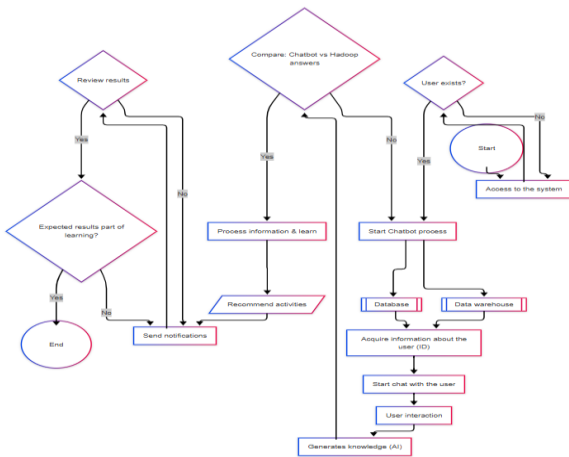 Compare: Chatbot vs Hadoop
answers
Review results
User exists?
No
Start
Yes
Yes
No
Yes
Access to the system
No
Expected results part of
learning?
Process information & learn
Start Chatbot process
Yes
No
Recommend activities
Database
Data warehouse
End
Send notifications
Acquire information about the
user (ID)
Start chat with the user
User interaction
Generates knowledge (AI)